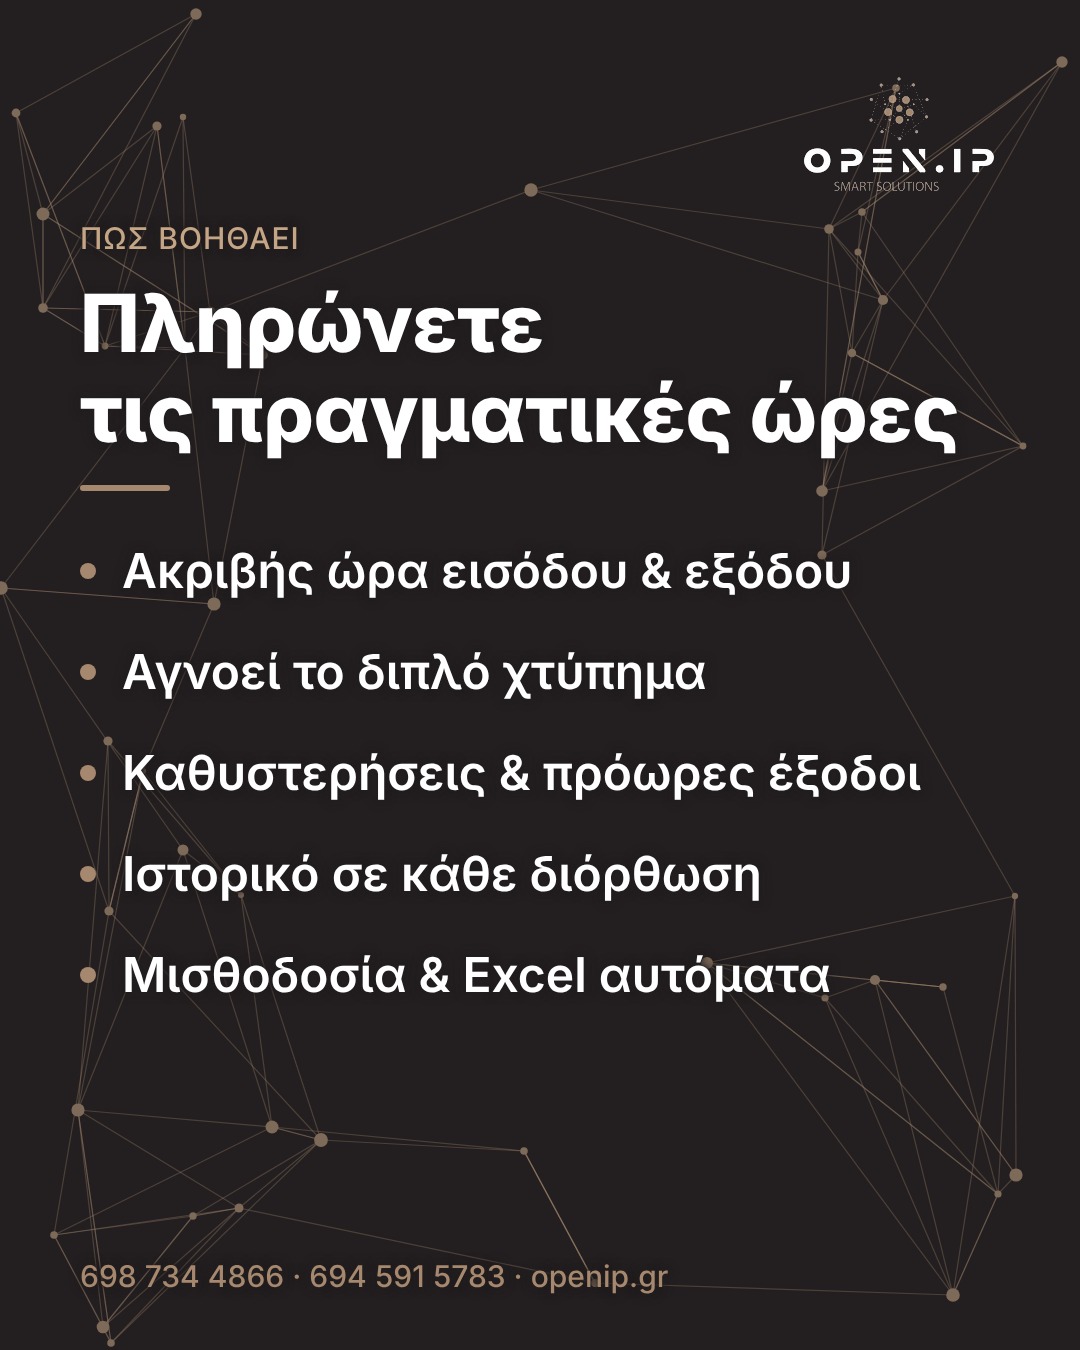 OPEN.IP
SMART SOLUTIONS
ΠΩΣ ΒΟΗΘΑΕΙ
Πληρώνετε
τις πραγματικές ώρες
Ακριβής ώρα εισόδου & εξόδου
Αγνοεί το διπλό χτύπημα
Καθυστερήσεις & πρόωρες έξοδοι
Ιστορικό σε κάθε διόρθωση
Μισθοδοσία & Excel αυτόματα
698 734 4866 · 694 591 5783 · openip.gr